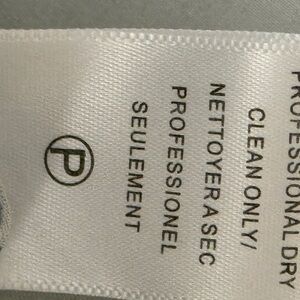 PROFESSIONAL DRY
CLEAN ONLY/
NETTOYER A SEC
PROFESSIONEL
SEULEMENT
P